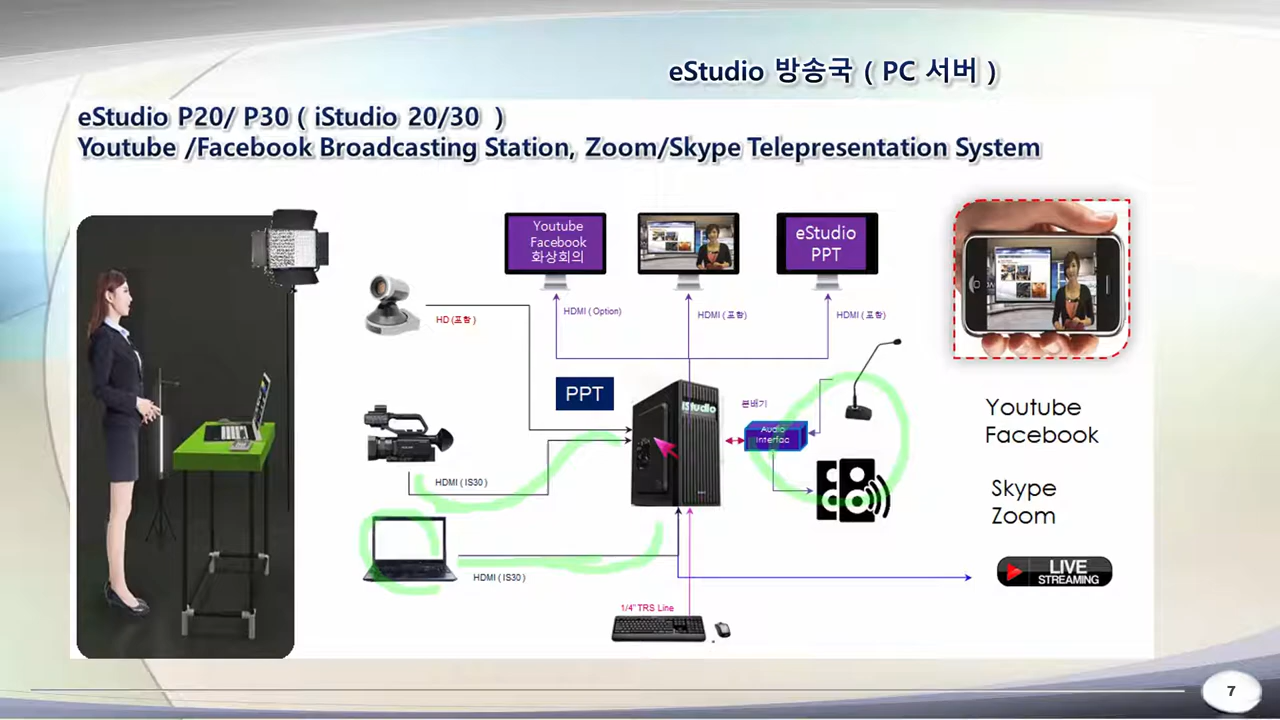 eStudio 방송국 ( PC 서버 )
eStudio P20/ P30 ( iStudio 20/30 )
Youtube /Facebook Broadcasting Station, Zoom/Skype Telepresentation System
Youtube
Facebook
화상회의
eStudio
PPT
HD (포함)
HDMI ( Option)
HDMI ( 포함)
HDMI ( 포함)
PPT
iStudio
분배기
Audio
Interfac
Youtube
Facebook
HDMI ( IS30 )
Skype
Zoom
HDMI ( IS30 )
LIVE
STREAMING
1/4" TRS Line
7